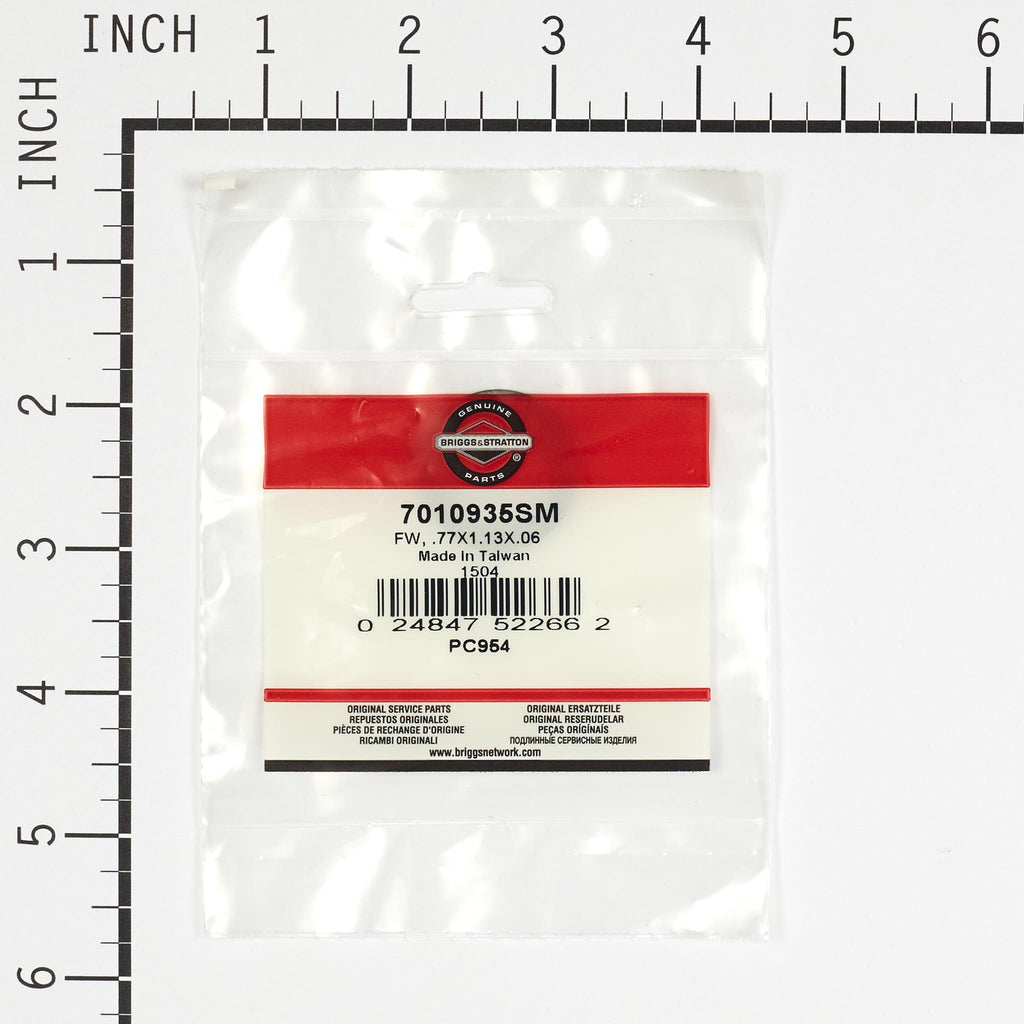 INCH 1 2 3 4 5 6
INCH
1
2
3
4
5
6
GENUINE
BRIGGS&STRATTON
®
PARTS
7010935SM
FW, .77X1.13X.06
Made In Taiwan
1504
0 24847 52266 2
PC954
ORIGINAL SERVICE PARTS
REPUESTOS ORIGINALES
PIÈCES DE RECHANGE D'ORIGINE
RICAMBI ORIGINALI
ORIGINAL ERSATZTEILE
ORIGINAL RESERUDELAR
PEÇAS ORIGÍNAIS
ПОДЛИННЫЕ СЕРВИСНЫЕ ИЗДЕЛИЯ
www.briggsnetwork.com